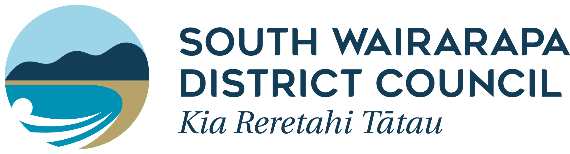 SOUTH WAIRARAPA
DISTRICT COUNCIL
Kia Reretahi Tātau